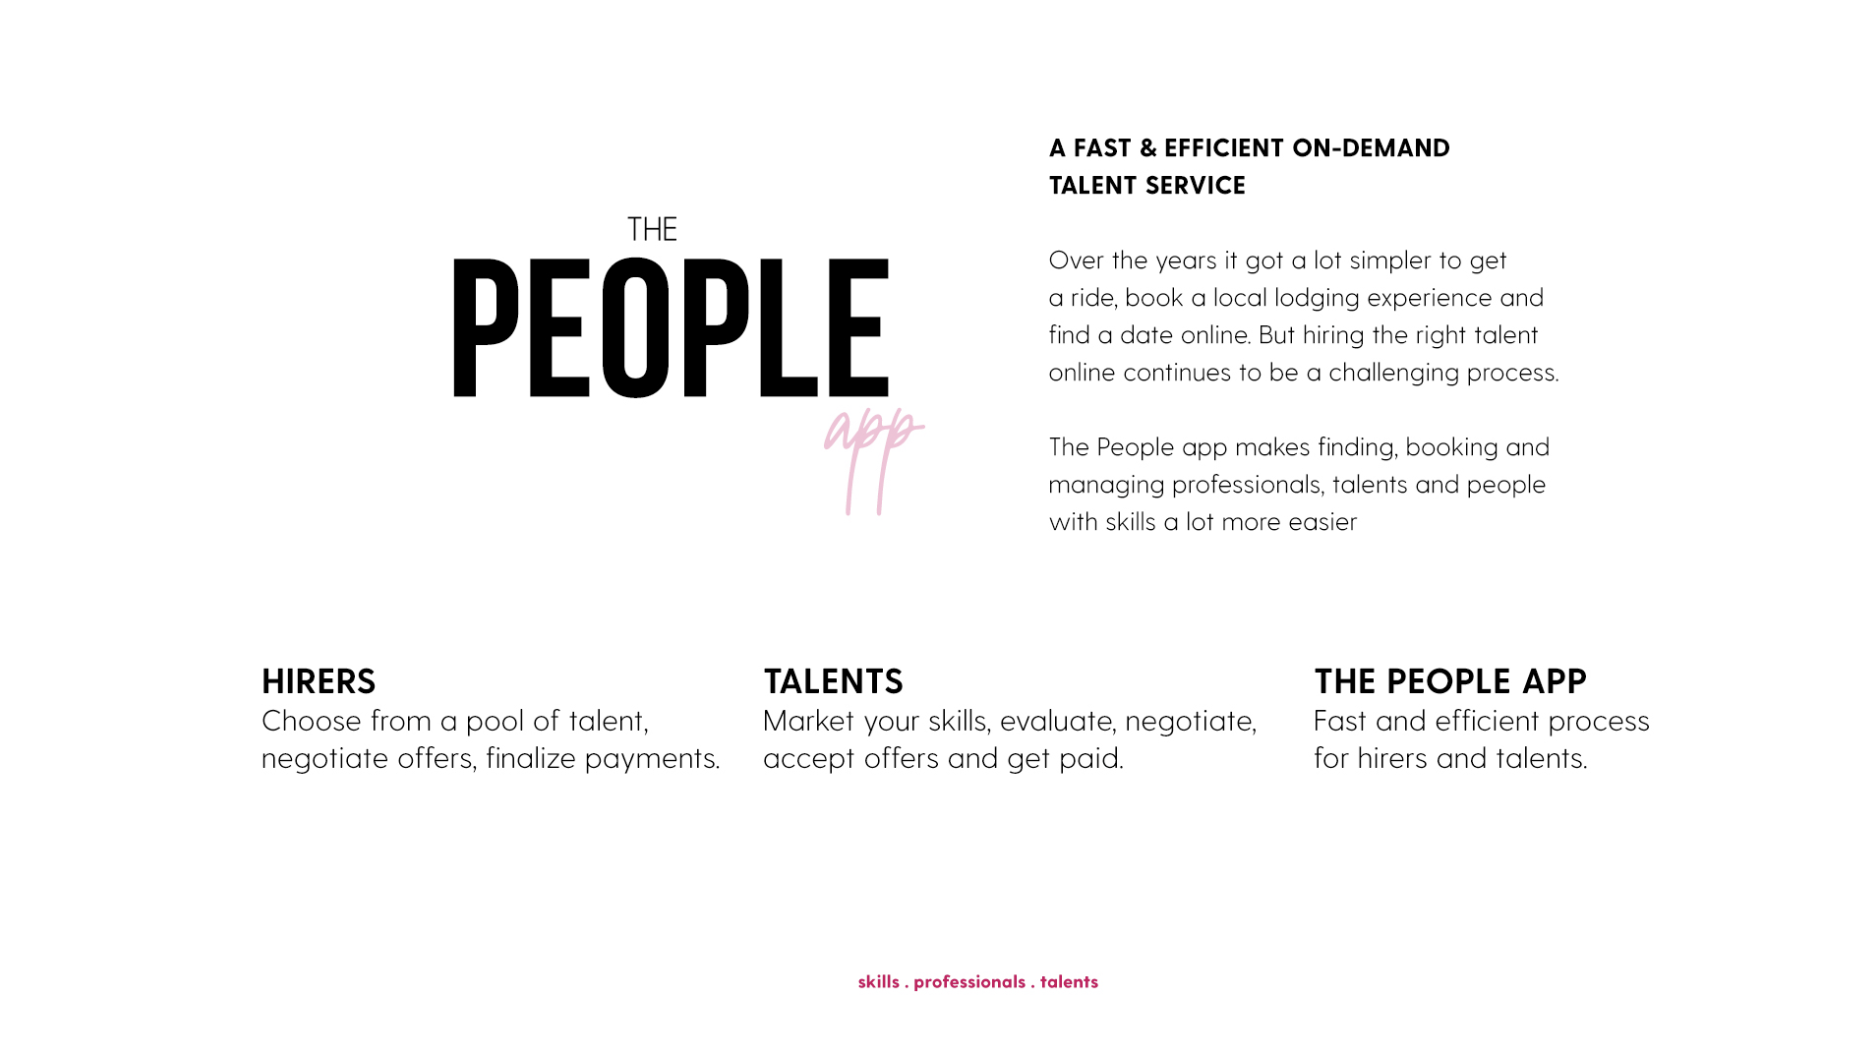 THE
PEOPLE
app
A FAST & EFFICIENT ON-DEMAND
TALENT SERVICE
Over the years it got a lot simpler to get
a ride, book a local lodging experience and
find a date online. But hiring the right talent
online continues to be a challenging process.
The People app makes finding, booking and
managing professionals, talents and people
with skills a lot more easier
HIRERS
Choose from a pool of talent,
negotiate offers, finalize payments.
TALENTS
Market your skills, evaluate, negotiate,
accept offers and get paid.
THE PEOPLE APP
Fast and efficient process
for hirers and talents.
skills . professionals . talents